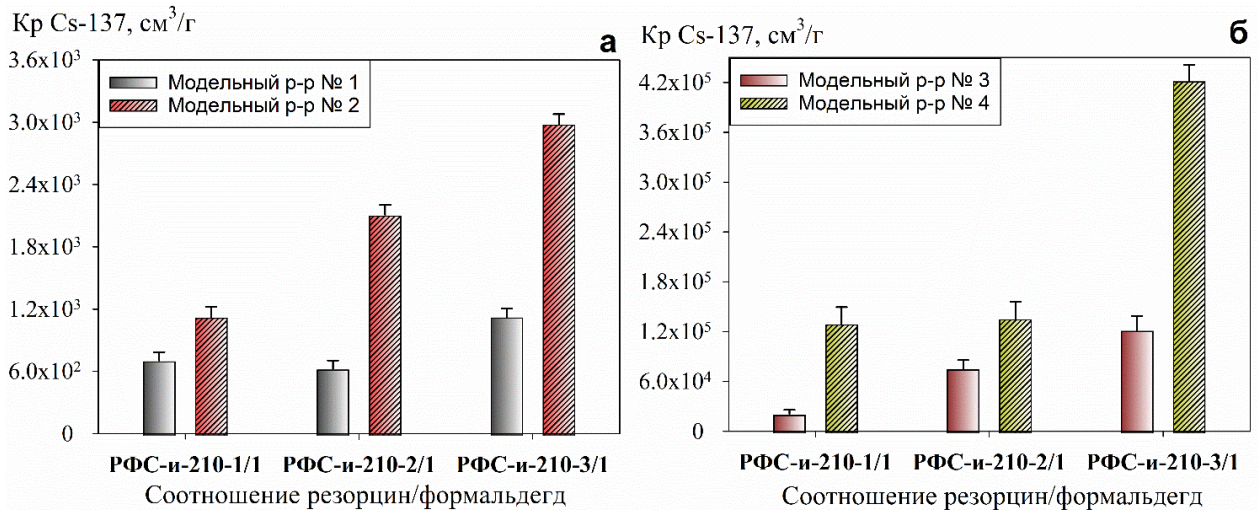 Кр Cs-137, см³/г
а
3.6x10³
3.0x10³
2.4x10³
1.8x10³
1.2x10³
6.0x10²
0
Модельный р-р № 1
Модельный р-р № 2
РФС-и-210-1/1 РФС-и-210-2/1 РФС-и-210-3/1
Соотношение резорцин/формальдегд
Кр Cs-137, см³/г
б
4.2x10⁵
3.6x10⁵
3.0x10⁵
2.4x10⁵
1.8x10⁵
1.2x10⁵
6.0x10⁴
0
Модельный р-р № 3
Модельный р-р № 4
РФС-и-210-1/1 РФС-и-210-2/1 РФС-и-210-3/1
Соотношение резорцин/формальдегд